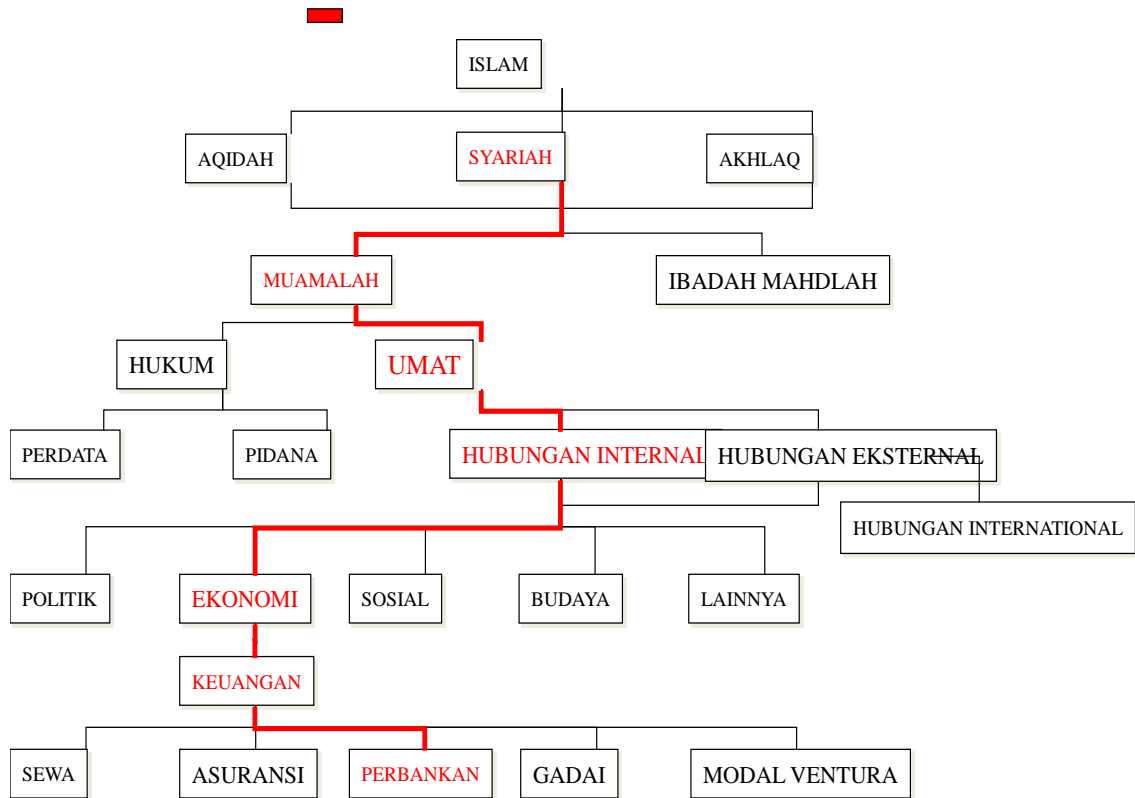 ISLAM
AQIDAH
SYARIAH
AKHLAQ
MUAMALAH
IBADAH MAHDLAH
HUKUM
UMAT
PERDATA
PIDANA
HUBUNGAN INTERNAL
HUBUNGAN EKSTERNAL
HUBUNGAN INTERNATIONAL
POLITIK
EKONOMI
SOSIAL
BUDAYA
LAINNYA
KEUANGAN
SEWA
ASURANSI
PERBANKAN
GADAI
MODAL VENTURA